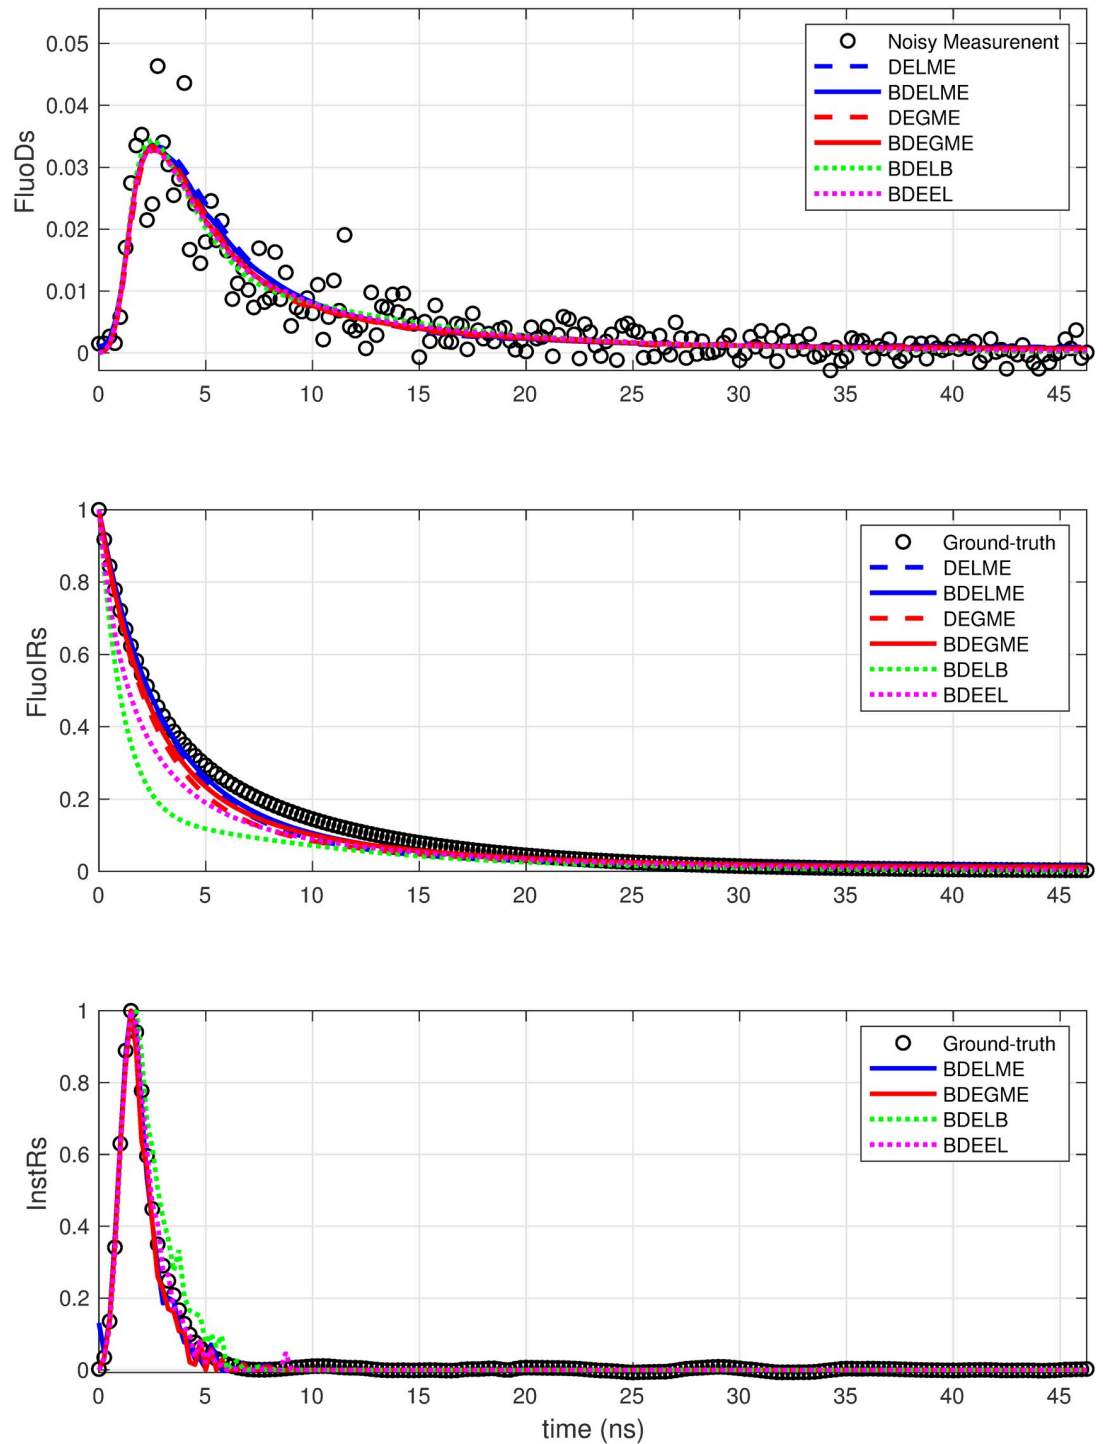 0.05
0.04
0.03
0.02
0.01
0
FluoDs
Noisy Measurenent
DELME
BDELME
DEGME
BDEGME
BDELB
BDEEL
0 5 10 15 20 25 30 35 40 45
1
0.8
0.6
0.4
0.2
0
FluoIRs
Ground-truth
DELME
BDELME
DEGME
BDEGME
BDELB
BDEEL
0 5 10 15 20 25 30 35 40 45
1
0.8
0.6
0.4
0.2
0
InstRs
Ground-truth
BDELME
BDEGME
BDELB
BDEEL
0 5 10 15 20 25 30 35 40 45
time (ns)